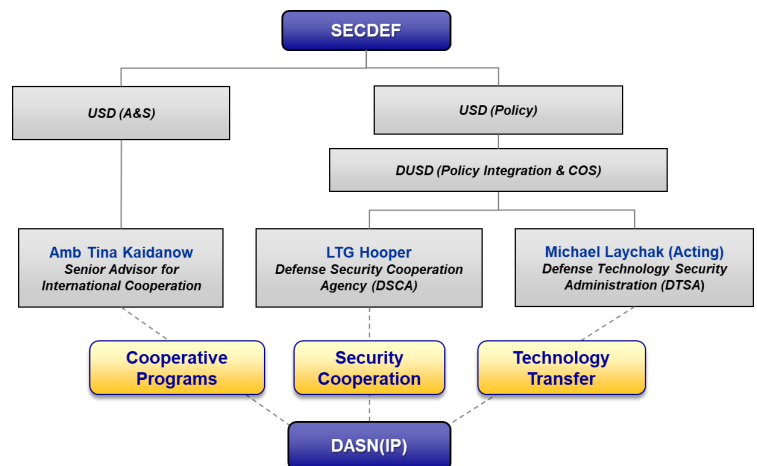 SECDEF
USD (A&S)
USD (Policy)
DUSD (Policy Integration & COS)
Amb Tina Kaidanow
Senior Advisor for
International Cooperation
LTG Hooper
Defense Security Cooperation
Agency (DSCA)
Michael Laychak (Acting)
Defense Technology Security
Administration (DTSA)
Cooperative
Programs
Security
Cooperation
Technology
Transfer
DASN(IP)